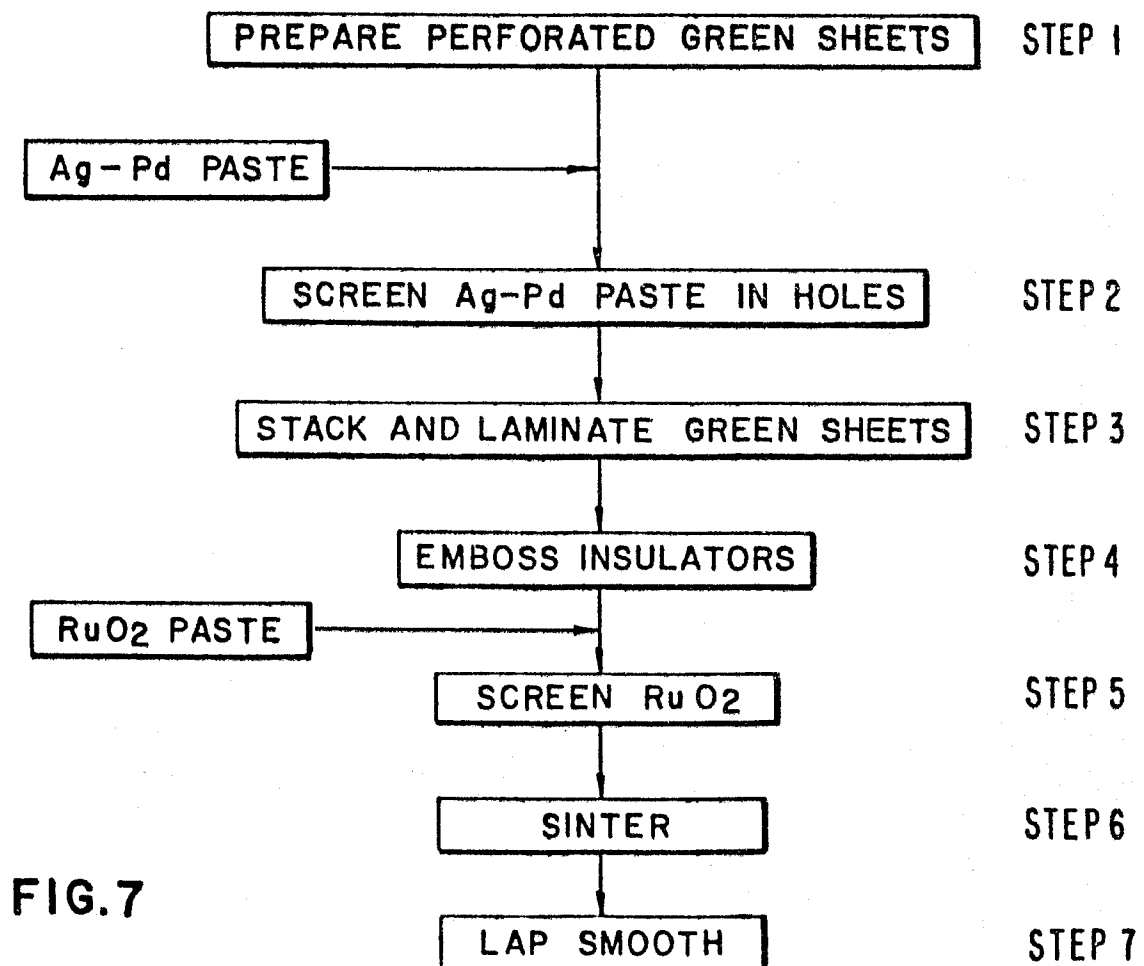 PREPARE PERFORATED GREEN SHEETS STEP 1
Ag-Pd PASTE
SCREEN Ag-Pd PASTE IN HOLES STEP 2
STACK AND LAMINATE GREEN SHEETS STEP 3
EMBOSS INSULATORS STEP 4
RuO2 PASTE
SCREEN RuO2 STEP 5
SINTER STEP 6
FIG.7
LAP SMOOTH STEP 7